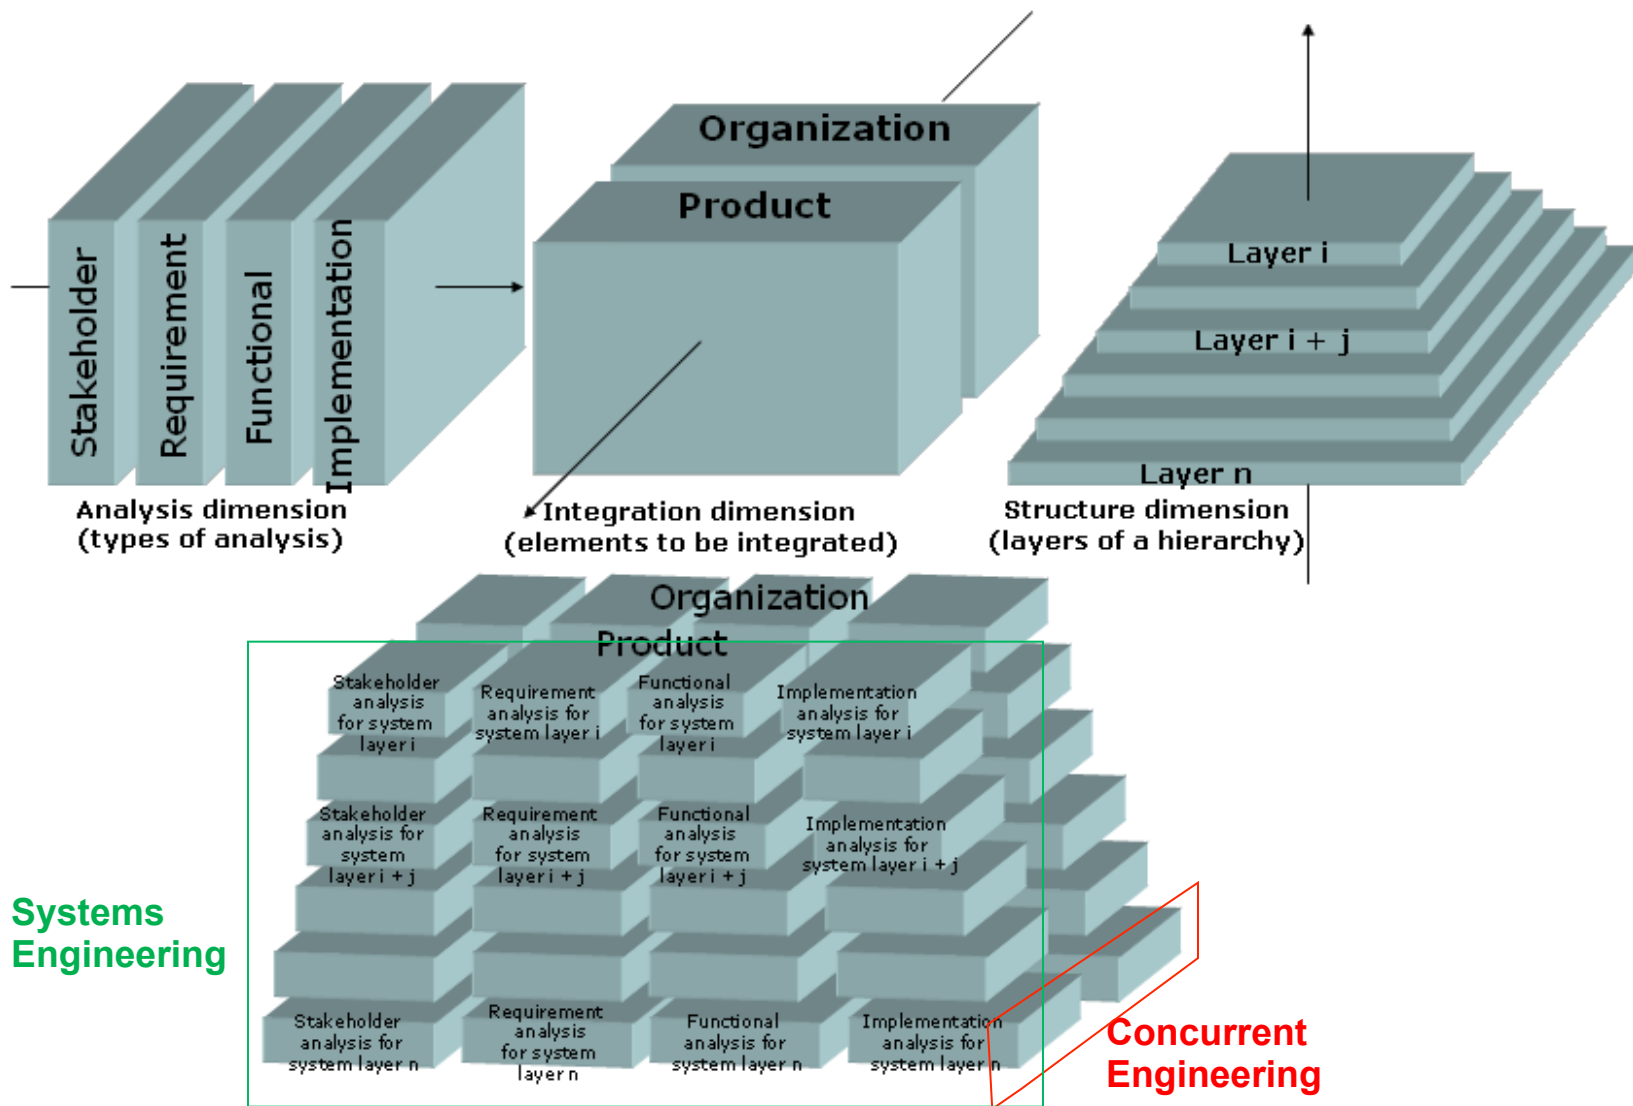 Stakeholder
Requirement
Functional
Implementation
Analysis dimension
(types of analysis)
Organization
Product
Integration dimension
(elements to be integrated)
Layer i
Layer i + j
Layer n
Structure dimension
(layers of a hierarchy)
Organization
Product
Stakeholder
analysis
for system
layer i
Requirement
analysis for
system layer i
Functional
analysis
for system
layer i
Implementation
analysis for
system layer i
Stakeholder
analysis for
system
layer i + j
Requirement
analysis
for system
layer i + j
Functional
analysis
for system
layer i + j
Implementation
analysis for
system layer i + j
Stakeholder
analysis for
system layer n
Requirement
analysis
for system
layer n
Functional
analysis for
system layer n
Implementation
analysis for
system layer n
Systems
Engineering
Concurrent
Engineering